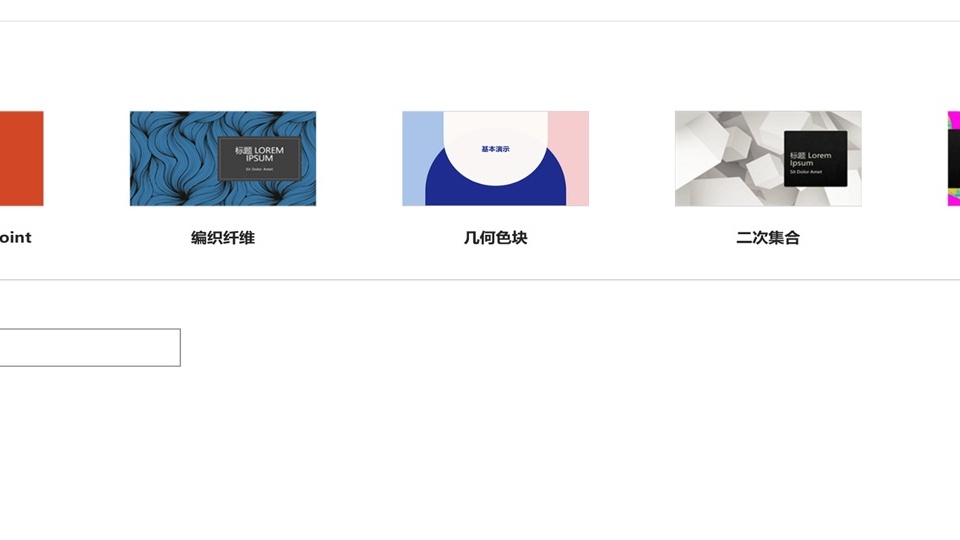 标题 LOREM
IPSUM
Sit Dolor Amet
基本演示
标题 Lorem
Ipsum
Sit Dolor Amet
oint
编织纤维
几何色块
二次集合